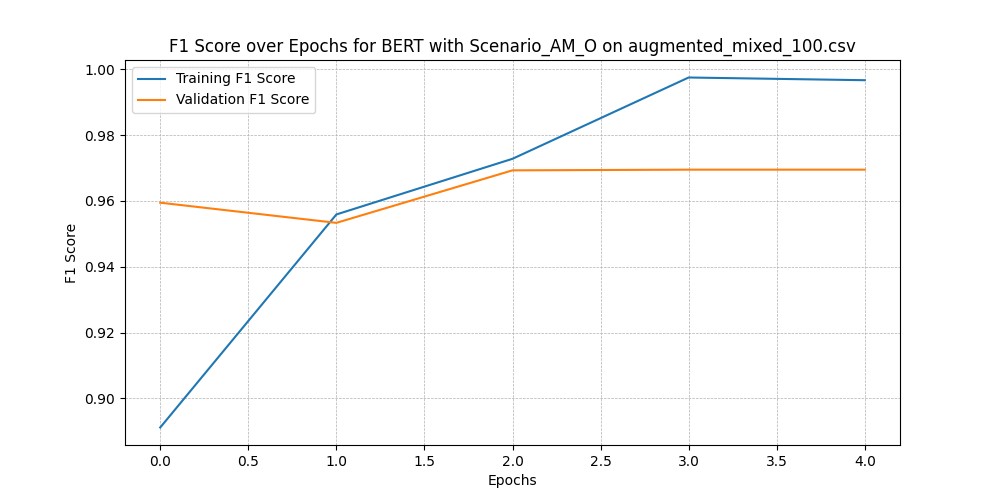 F1 Score over Epochs for BERT with Scenario_AM_O on augmented_mixed_100.csv
Training F1 Score
Validation F1 Score
F1 Score
1.00
0.98
0.96
0.94
0.92
0.90
0.0 0.5 1.0 1.5 2.0 2.5 3.0 3.5 4.0
Epochs